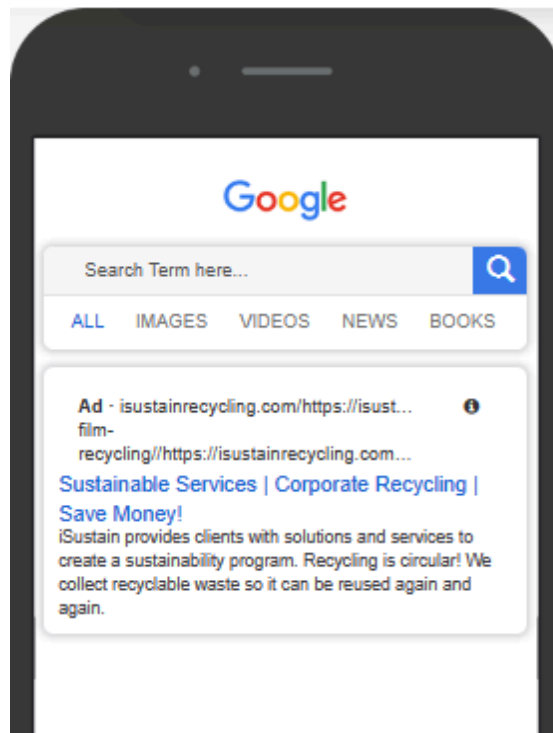 Google
Search Term here...
ALL IMAGES VIDEOS NEWS BOOKS
Ad · isustainrecycling.com/https://isust...
film-
recycling//https://isustainrecycling.com...
Sustainable Services | Corporate Recycling |
Save Money!
iSustain provides clients with solutions and services to
create a sustainability program. Recycling is circular! We
collect recyclable waste so it can be reused again and
again.